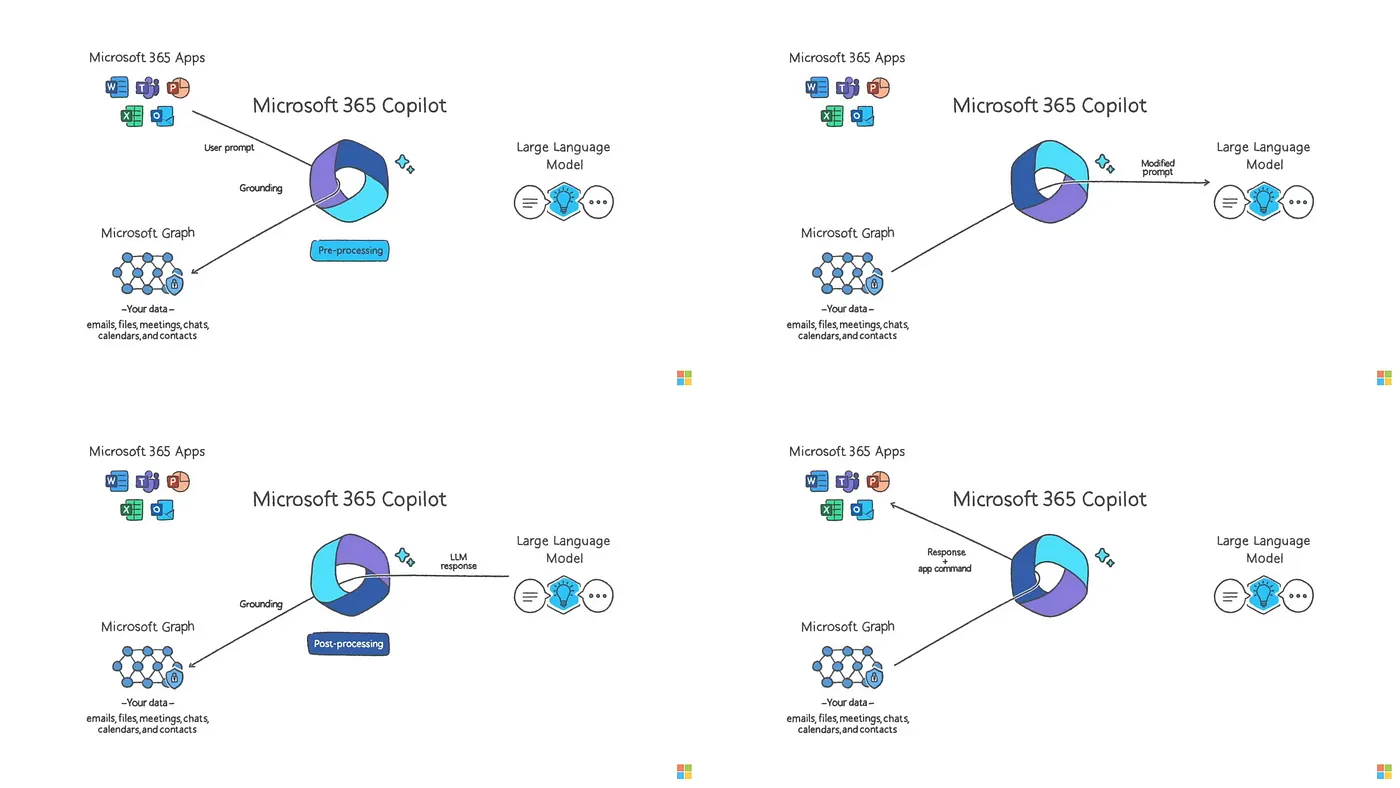 Microsoft 365 Apps
W T P
X O
Microsoft 365 Copilot
User prompt
Grounding
Large Language
Model
Microsoft Graph
Pre-processing
-Your data-
emails, files, meetings, chats,
calendars, and contacts
Microsoft 365 Apps
W T P
X O
Microsoft 365 Copilot
Modified
prompt
Large Language
Model
Microsoft Graph
-Your data-
emails, files, meetings, chats,
calendars, and contacts
Microsoft 365 Apps
W T P
X O
Microsoft 365 Copilot
LLM
response
Large Language
Model
Grounding
Microsoft Graph
Post-processing
-Your data-
emails, files, meetings, chats,
calendars, and contacts
Microsoft 365 Apps
W T P
X O
Microsoft 365 Copilot
Response
+
app command
Large Language
Model
Microsoft Graph
-Your data-
emails, files, meetings, chats,
calendars, and contacts